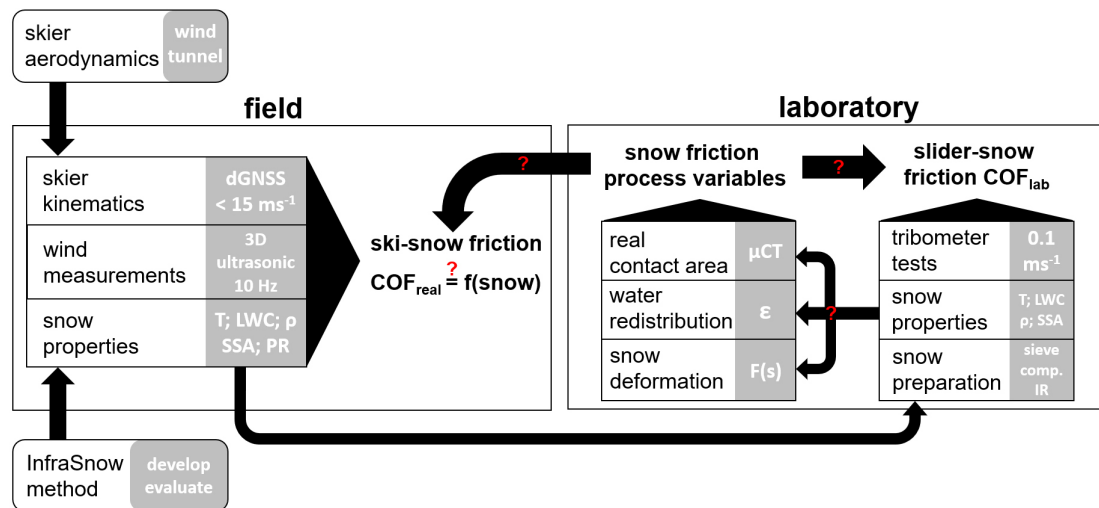 skier
aerodynamics
wind
tunnel
field
skier
kinematics
dGNSS
< 15 ms⁻¹
wind
measurements
3D
ultrasonic
10 Hz
snow
properties
T; LWC; ρ
SSA; PR
InfraSnow
method
develop
evaluate
?
ski-snow friction
?
COFreal = f(snow)
laboratory
snow friction
process variables
?
slider-snow
friction COFlab
real
contact area
μCT
water
redistribution
ε
snow
deformation
F(s)
?
tribometer
tests
0.1
ms⁻¹
snow
properties
T; LWC
ρ; SSA
snow
preparation
sieve
comp.
IR